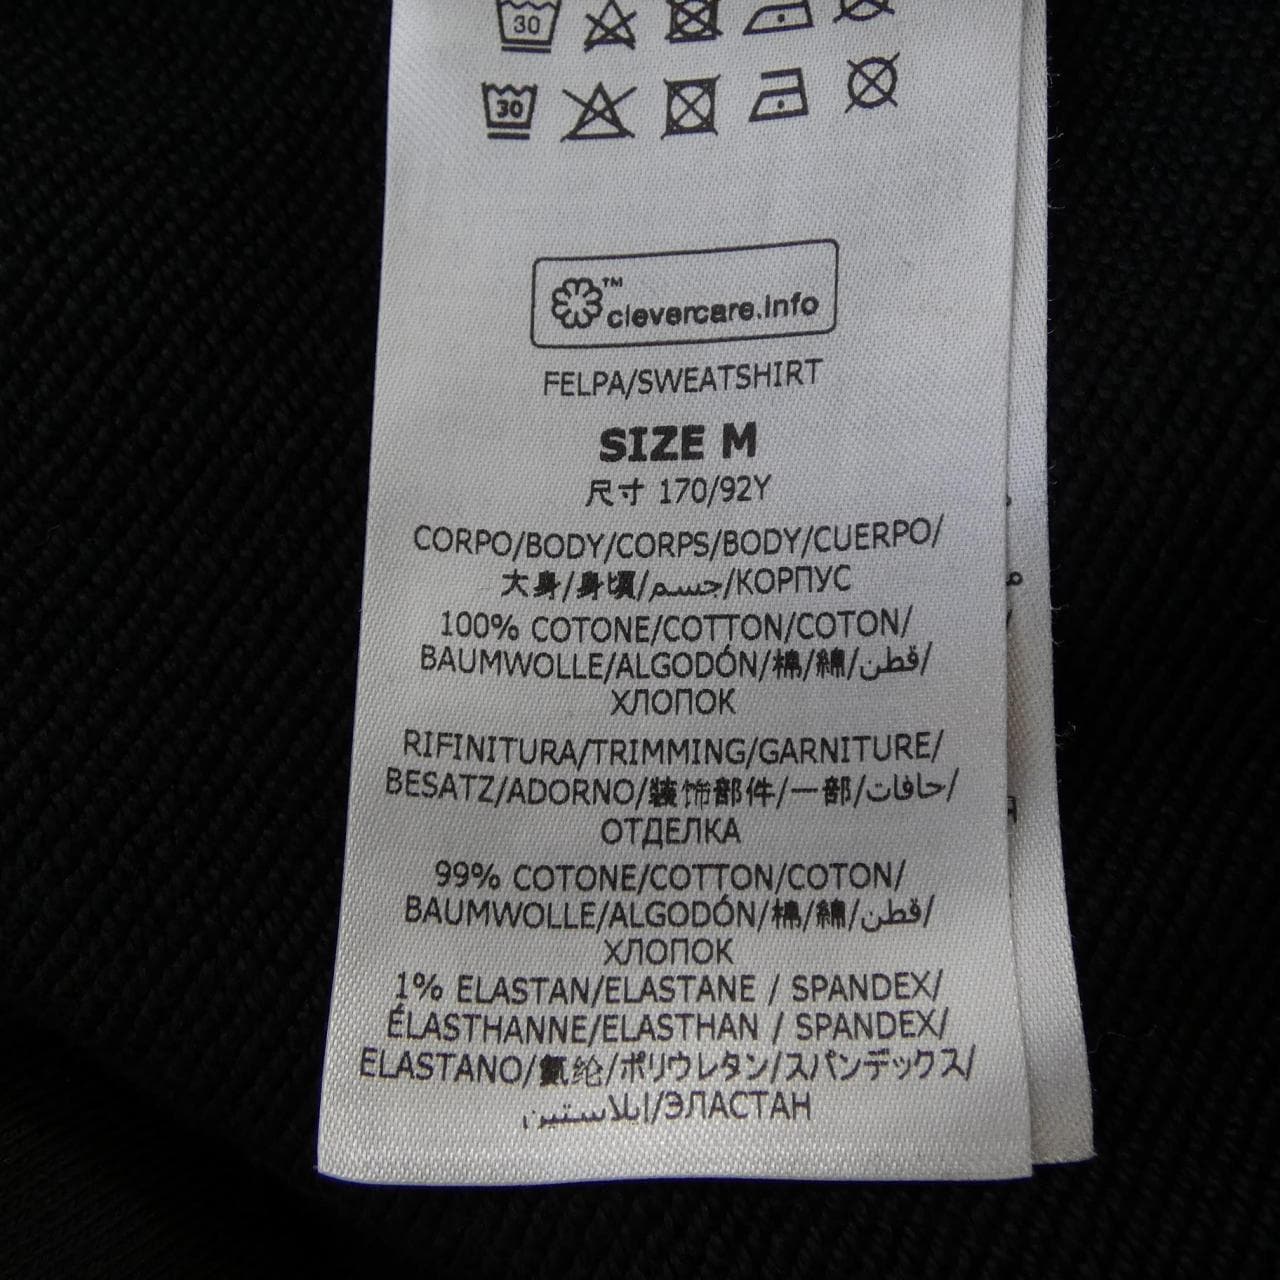 30
30
™
clevercare.info
FELPA/SWEATSHIRT
SIZE M
尺寸 170/92Y
CORPO/BODY/CORPS/BODY/CUERPO/
大身/身頃/جسم/КОРПУС
100% COTONE/COTTON/COTON/
BAUMWOLLE/ALGODÓN/棉/綿/قطن/
ХЛОПОК
RIFINITURA/TRIMMING/GARNITURE/
BESATZ/ADORNO/装饰部件/一部/حافات/
ОТДЕЛКА
99% COTONE/COTTON/COTON/
BAUMWOLLE/ALGODÓN/棉/綿/قطن/
ХЛОПОК
1% ELASTAN/ELASTANE / SPANDEX/
ÉLASTHANNE/ELASTHAN / SPANDEX/
ELASTANO/氨纶/ポリウレタン/スパンデックス/
إيلاستين/ЭЛАСТАН